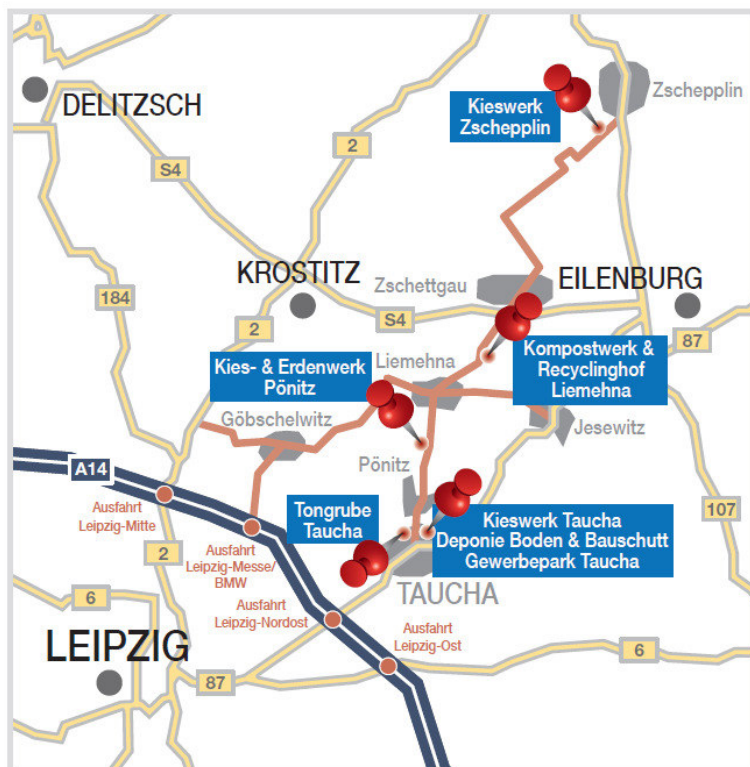 DELITZSCH
Kieswerk
Zschepplin
Zschepplin
2
S4
KROSTITZ
Zschettgau
EILENBURG
184
2
S4
87
Kies- & Erdenwerk
Pönitz
Liemehna
Kompostwerk &
Recyclinghof
Liemehna
Göbschelwitz
Jesewitz
A14
Pönitz
107
Ausfahrt
Leipzig-Mitte
Tongrube
Taucha
Kieswerk Taucha
Deponie Boden & Bauschutt
Gewerbepark Taucha
2
Ausfahrt
Leipzig-Messe/
BMW
TAUCHA
6
Ausfahrt
Leipzig-Nordost
Ausfahrt
Leipzig-Ost
6
LEIPZIG
87